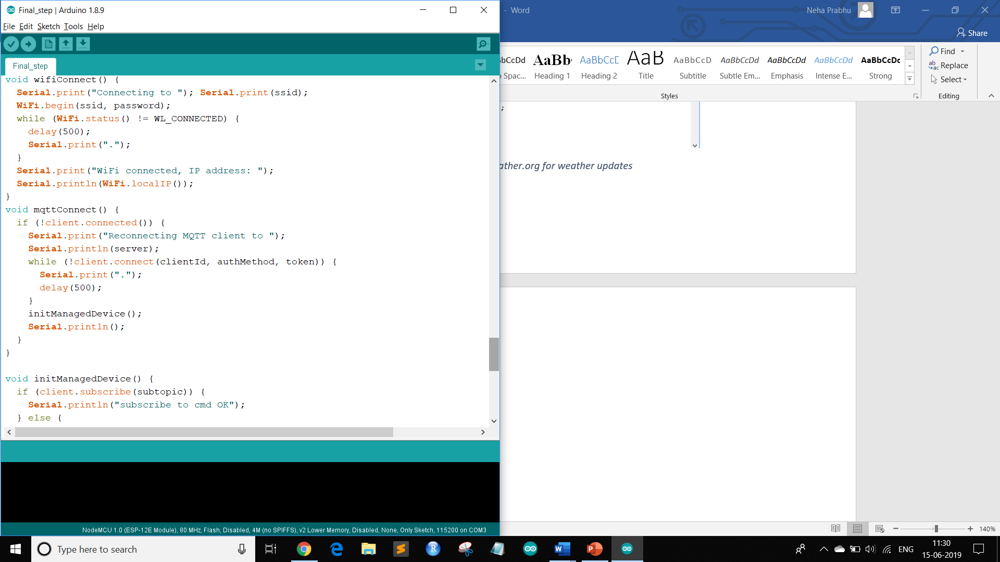 Final_step | Arduino 1.8.9
File Edit Sketch Tools Help
Final_step
void wifiConnect() {
Serial.print("Connecting to "); Serial.print(ssid);
WiFi.begin(ssid, password);
while (WiFi.status() != WL_CONNECTED) {
delay(500);
Serial.print(".");
}
Serial.print("WiFi connected, IP address: ");
Serial.println(WiFi.localIP());
}
void mqttConnect() {
if (!client.connected()) {
Serial.print("Reconnecting MQTT client to ");
Serial.println(server);
while (!client.connect(clientId, authMethod, token)) {
Serial.print(".");
delay(500);
}
initManagedDevice();
Serial.println();
}
}
void initManagedDevice() {
if (client.subscribe(subtopic)) {
Serial.println("subscribe to cmd OK");
} else {
NodeMCU 1.0 (ESP-12E Module), 80 MHz, Flash, Disabled, 4M (no SPIFFS), v2 Lower Memory, Disabled, None, Only Sketch, 115200 on COM3
- Word
Neha Prabhu
Share
bCcDd AaBb AaBbCcD AaB AaBbCcD AaBbCcDd AaBbCcDd AaBbCcDd AaBbCcDc
Spac... Heading 1 Heading 2 Title Subtitle Subtle Em... Emphasis Intense E... Strong
Styles
Find
Replace
Select
Editing
;
ather.org for weather updates
140%
Type here to search
ENG
11:30
15-06-2019